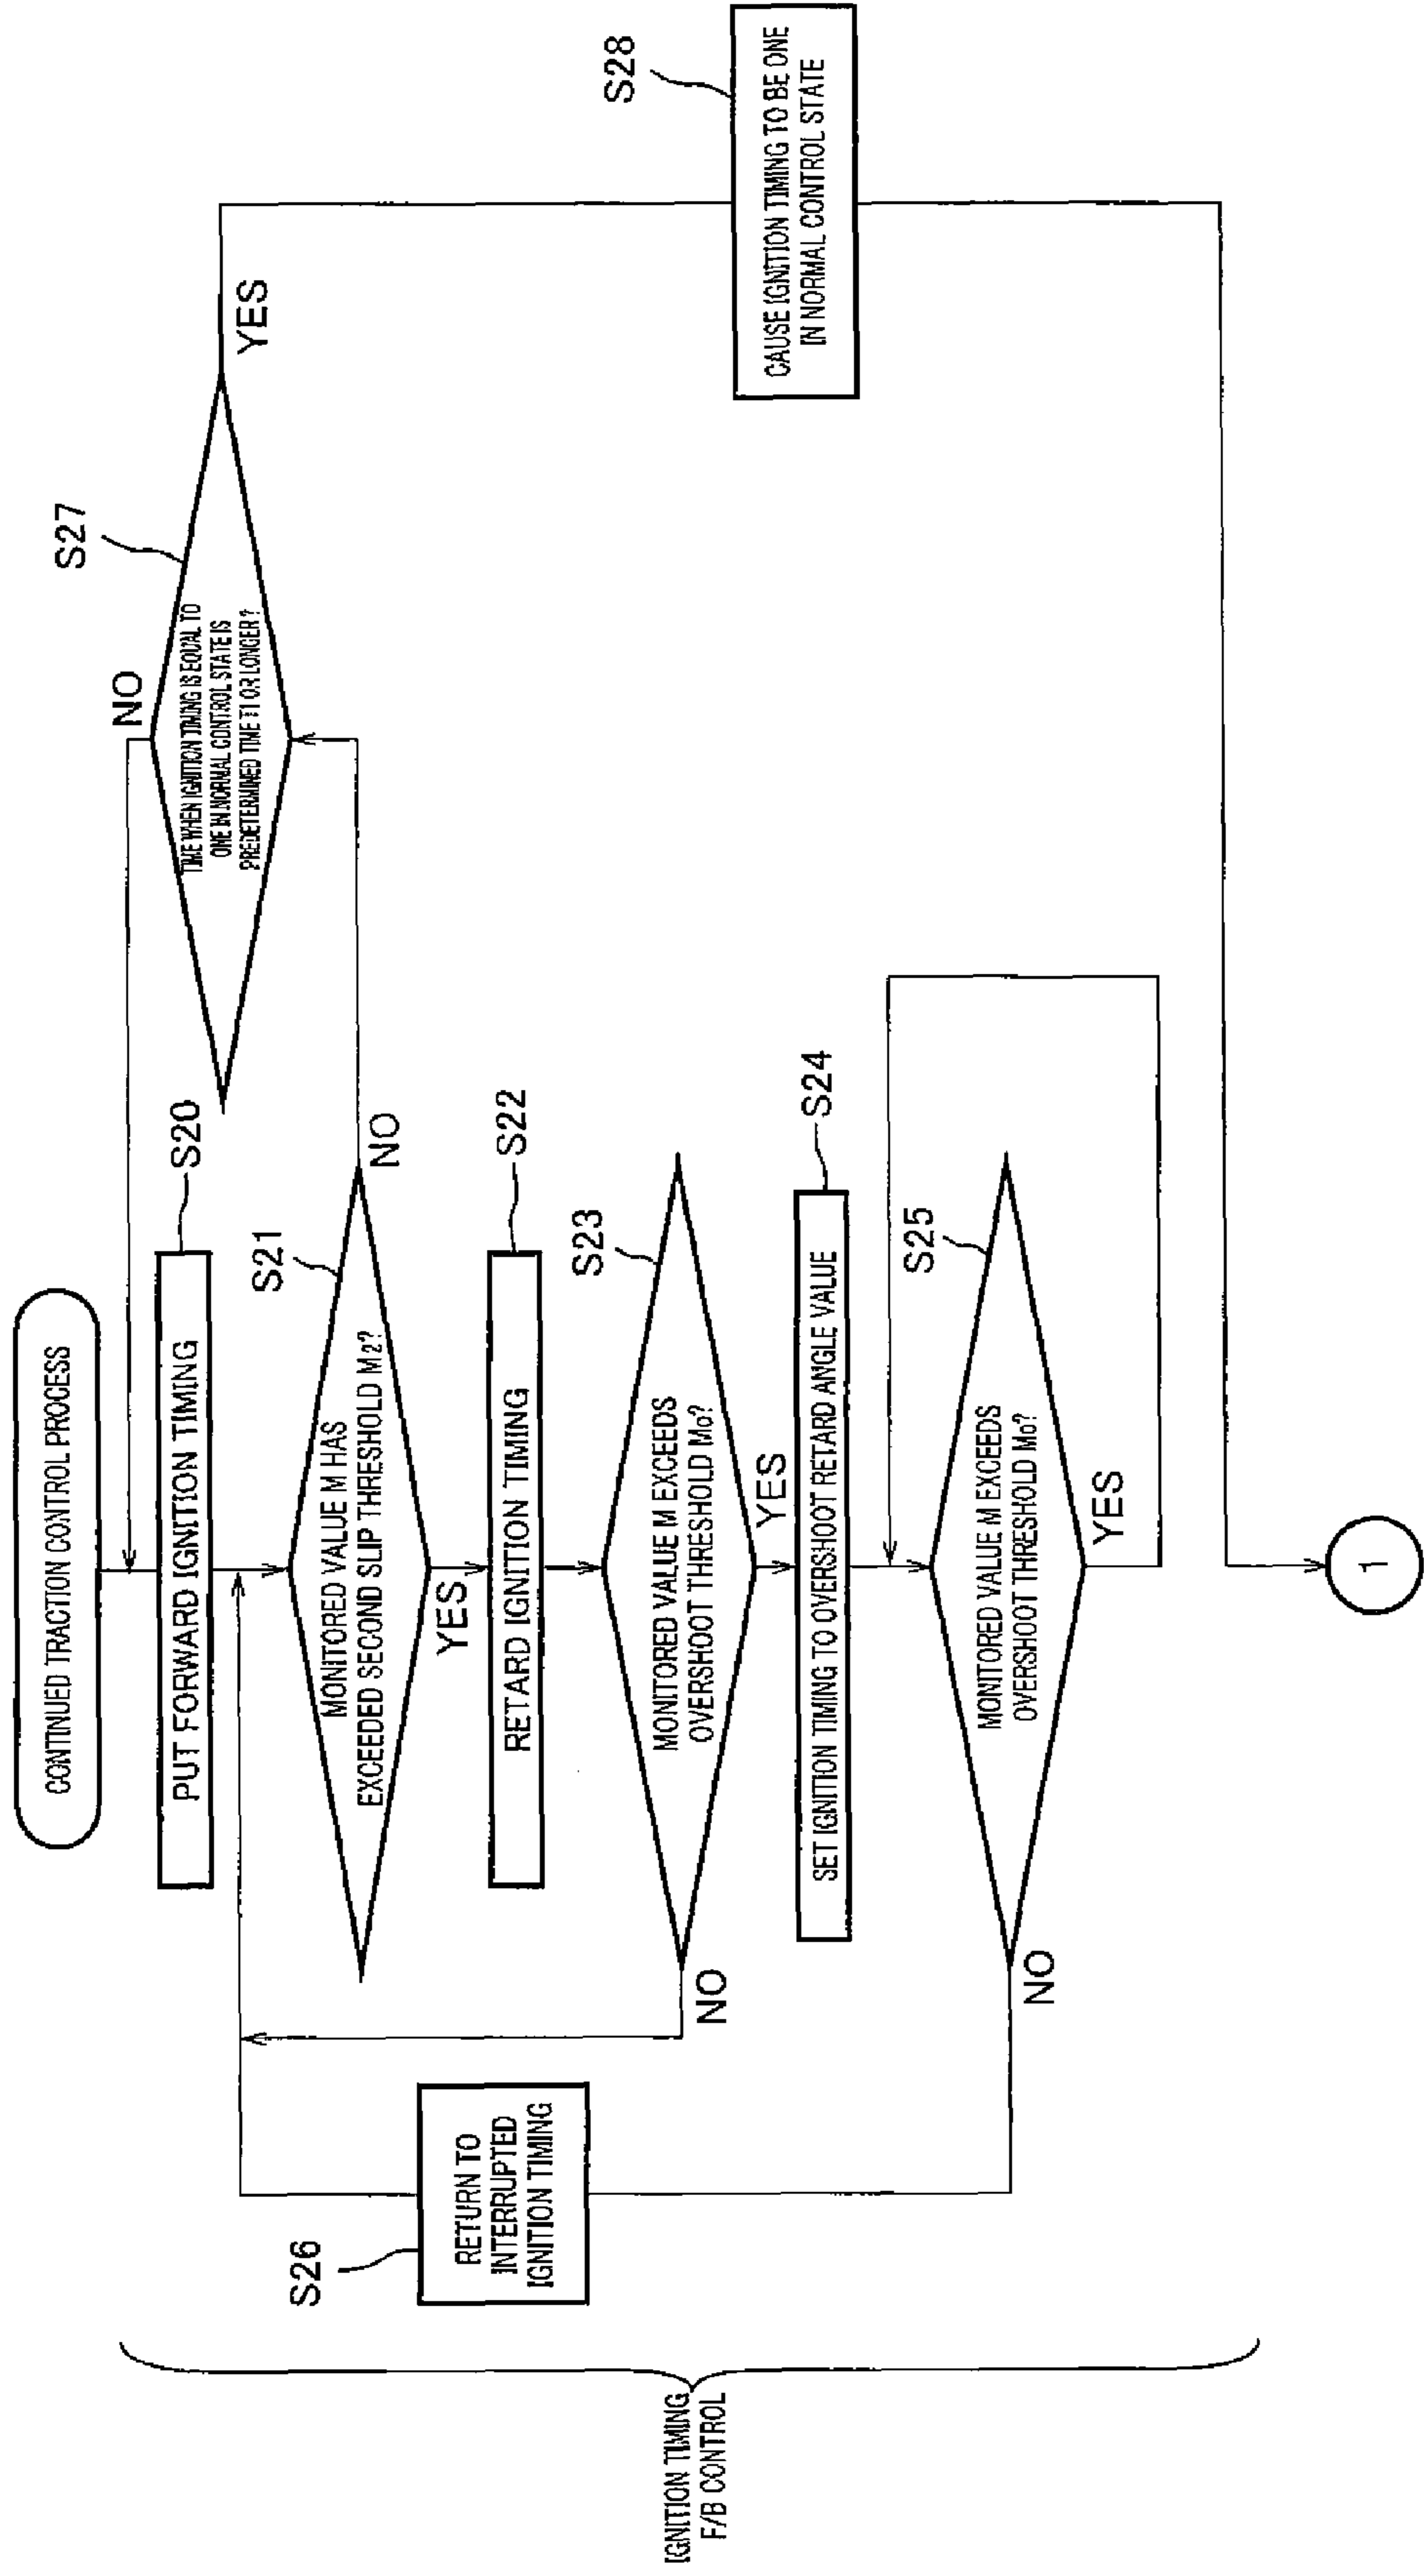 CONTINUED TRACTION CONTROL PROCESS
PUT FORWARD IGNITION TIMING
S20
MONITORED VALUE M HAS
EXCEEDED SECOND SLIP THRESHOLD M2?
S21
NO
YES
TIME WHEN IGNITION TIMING IS EQUAL TO
ONE IN NORMAL CONTROL STATE IS
PREDETERMINED TIME T1 OR LONGER?
S27
NO
YES
RETARD IGNITION TIMING
S22
MONITORED VALUE M EXCEEDS
OVERSHOOT THRESHOLD Mo?
S23
NO
YES
SET IGNITION TIMING TO OVERSHOOT RETARD ANGLE VALUE
S24
MONITORED VALUE M EXCEEDS
OVERSHOOT THRESHOLD Mo?
S25
NO
YES
RETURN TO
INTERRUPTED
IGNITION TIMING
S26
CAUSE IGNITION TIMING TO BE ONE
IN NORMAL CONTROL STATE
S28
IGNITION TIMING
F/B CONTROL
1